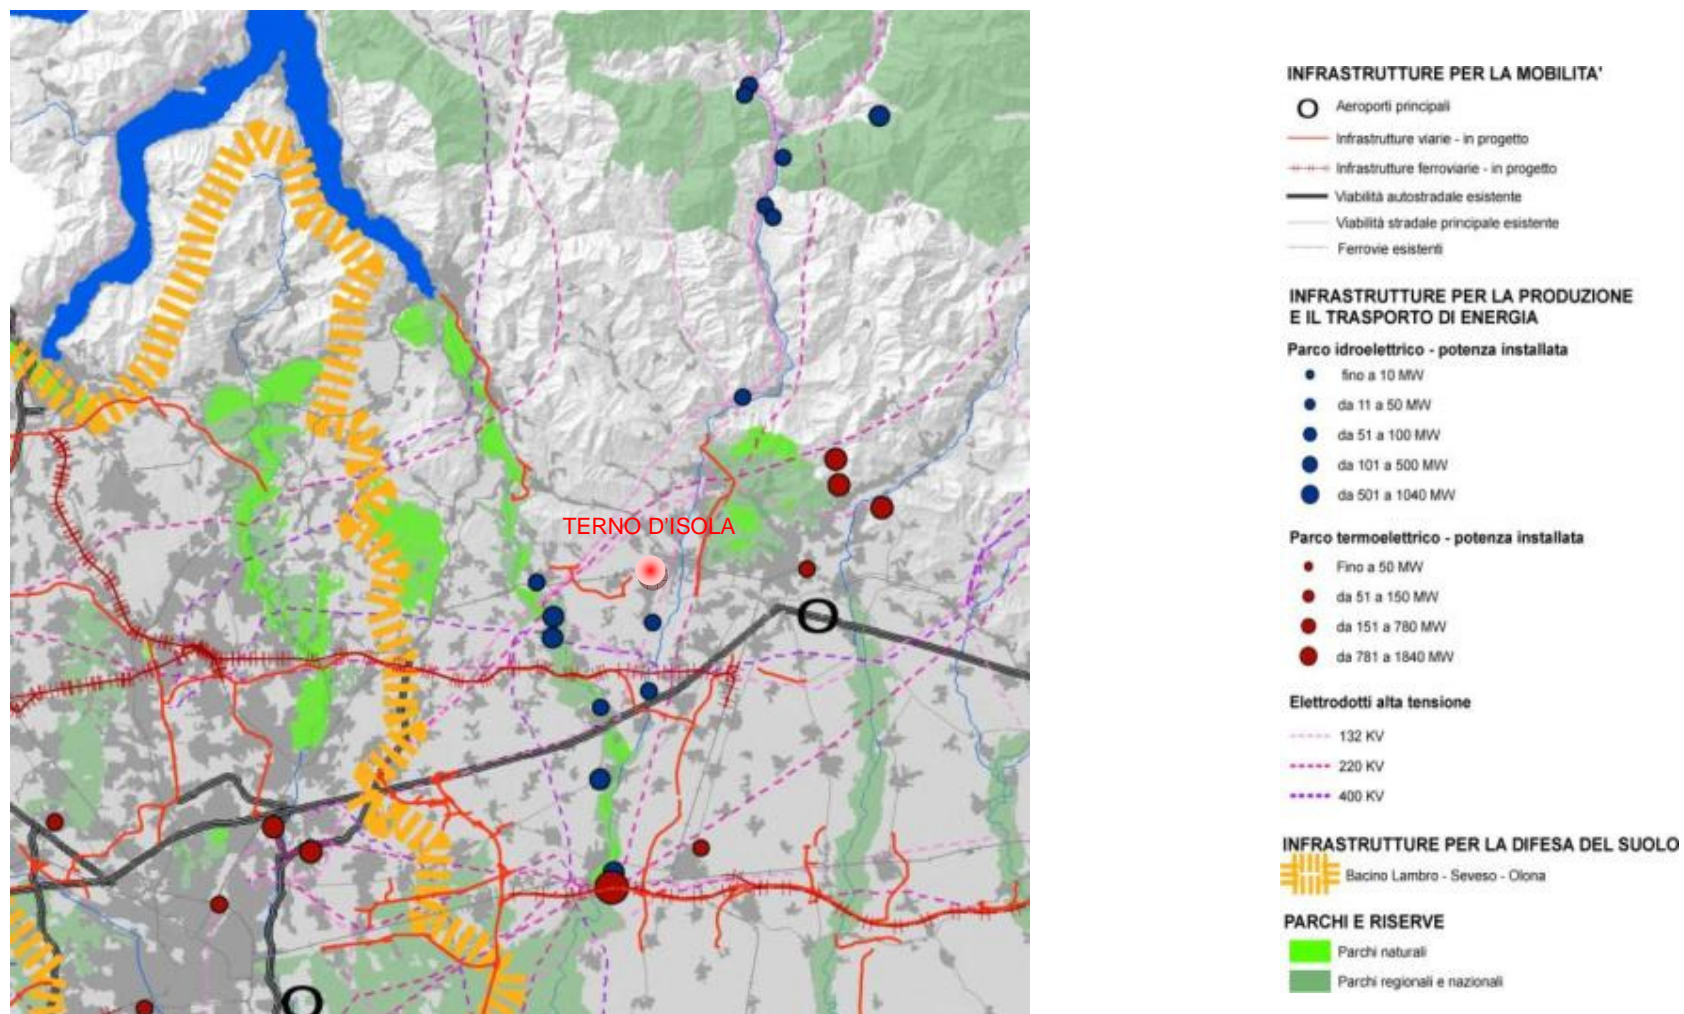 TERNO D'ISOLA
INFRASTRUTTURE PER LA MOBILITA'
Aeroporti principali
Infrastrutture viarie - in progetto
Infrastrutture ferroviarie - in progetto
Viabilità autostradale esistente
Viabilità stradale principale esistente
Ferrovie esistenti
INFRASTRUTTURE PER LA PRODUZIONE
E IL TRASPORTO DI ENERGIA
Parco idroelettrico - potenza installata
fino a 10 MW
da 11 a 50 MW
da 51 a 100 MW
da 101 a 500 MW
da 501 a 1040 MW
Parco termoelettrico - potenza installata
Fino a 50 MW
da 51 a 150 MW
da 151 a 780 MW
da 781 a 1840 MW
Elettrodotti alta tensione
132 KV
220 KV
400 KV
INFRASTRUTTURE PER LA DIFESA DEL SUOLO
Bacino Lambro - Seveso - Olona
PARCHI E RISERVE
Parchi naturali
Parchi regionali e nazionali